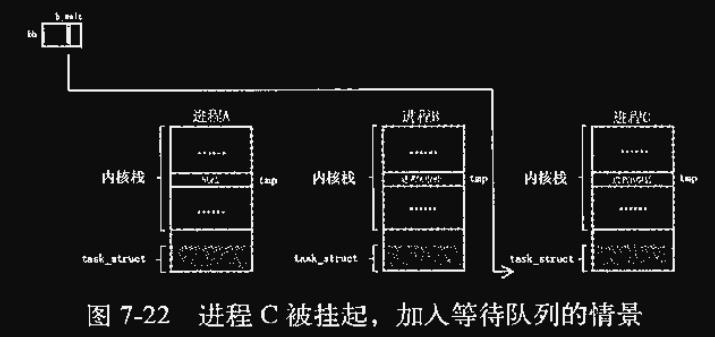 b_wait
bh
进程A 进程B 进程C
……  ……  ……
内核栈 NULL tmp 内核栈 tmp 内核栈 tmp
……  ……  ……
task_struct task_struct task_struct
图 7-22 进程 C 被挂起，加入等待队列的情景